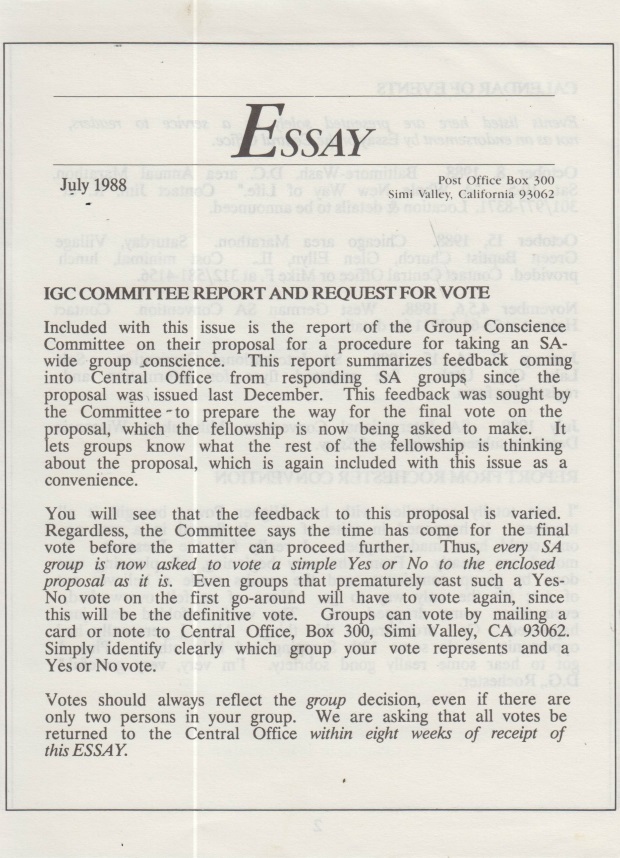 ESSAY
July 1988
Post Office Box 300
Simi Valley, California 93062
IGC COMMITTEE REPORT AND REQUEST FOR VOTE
Included with this issue is the report of the Group Conscience
Committee on their proposal for a procedure for taking an SA-
wide group conscience. This report summarizes feedback coming
into Central Office from responding SA groups since the
proposal was issued last December. This feedback was sought by
the Committee to prepare the way for the final vote on the
proposal, which the fellowship is now being asked to make. It
lets groups know what the rest of the fellowship is thinking
about the proposal, which is again included with this issue as a
convenience.
You will see that the feedback to this proposal is varied.
Regardless, the Committee says the time has come for the final
vote before the matter can proceed further. Thus, every SA
group is now asked to vote a simple Yes or No to the enclosed
proposal as it is. Even groups that prematurely cast such a Yes-
No vote on the first go-around will have to vote again, since
this will be the definitive vote. Groups can vote by mailing a
card or note to Central Office, Box 300, Simi Valley, CA 93062.
Simply identify clearly which group your vote represents and a
Yes or No vote.
Votes should always reflect the group decision, even if there are
only two persons in your group. We are asking that all votes be
returned to the Central Office within eight weeks of receipt of
this ESSAY.